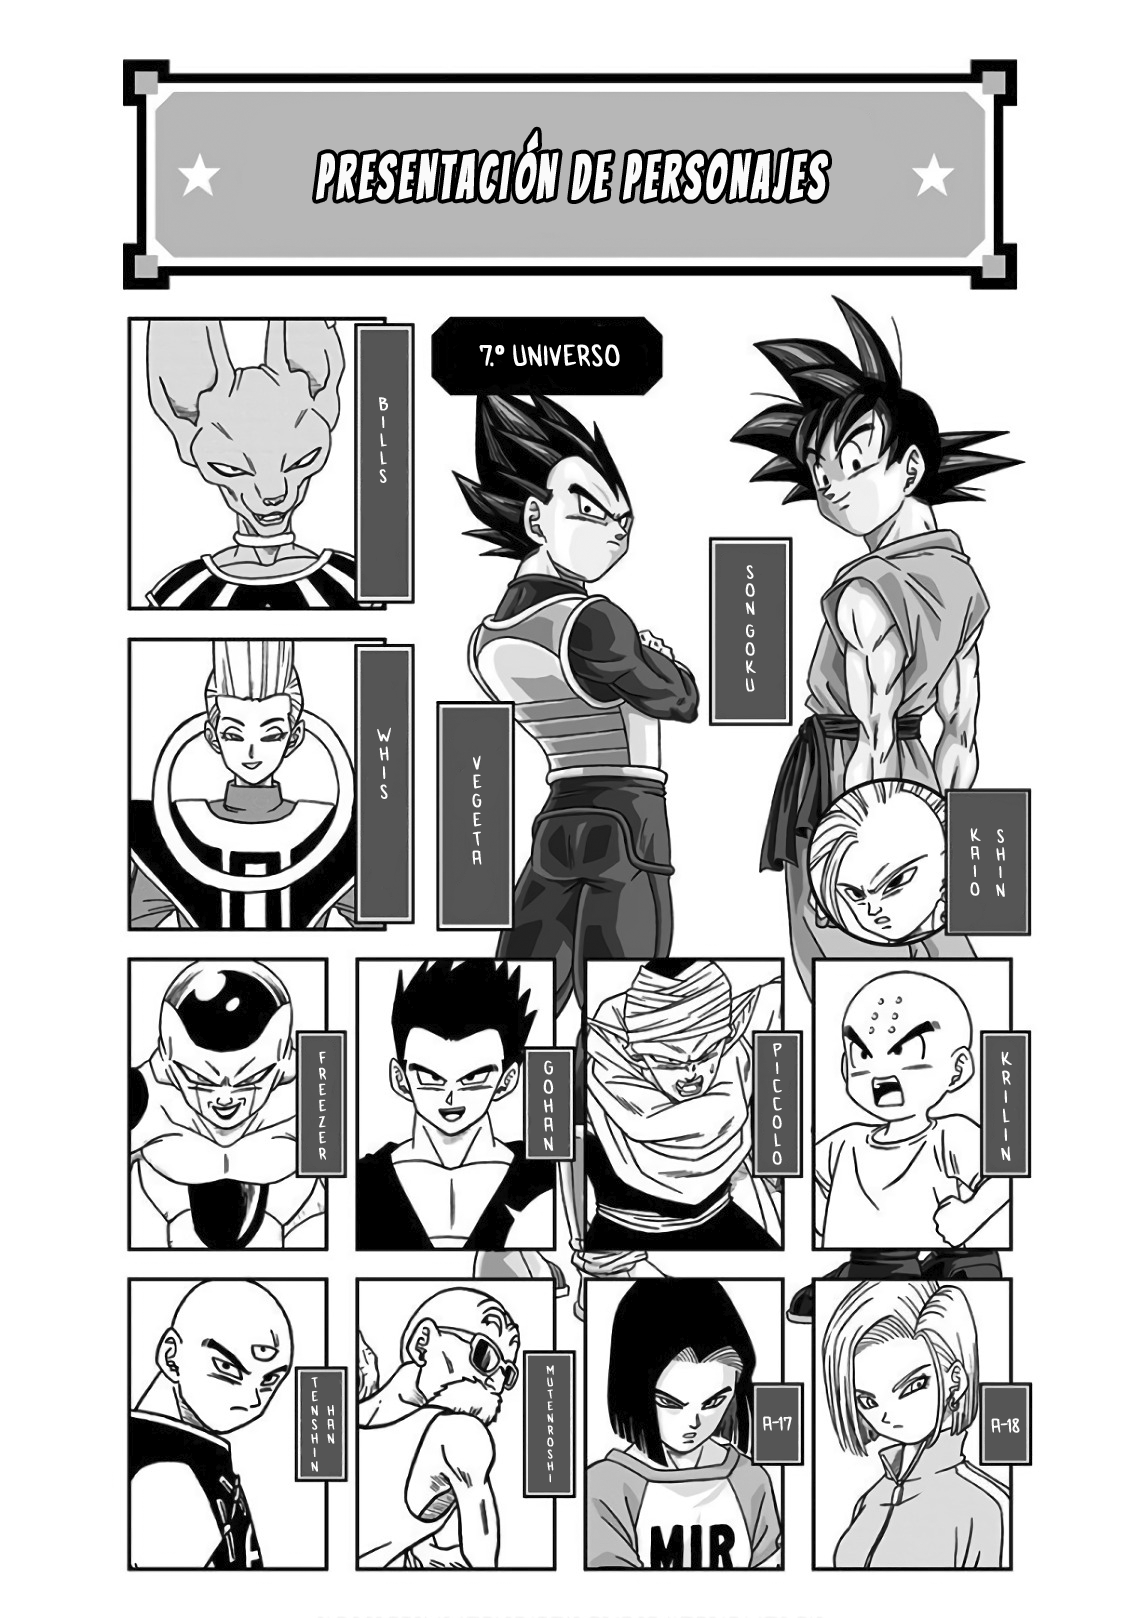 PRESENTACIÓN DE PERSONAJES
7.º UNIVERSO
BILLS
SON GOKU
WHIS
VEGETA
SHIN
KAIO
FREEZER
GOHAN
PICCOLO
KRILIN
TENSHIN
HAN
MUTENROSHI
A-17
A-18
MIR